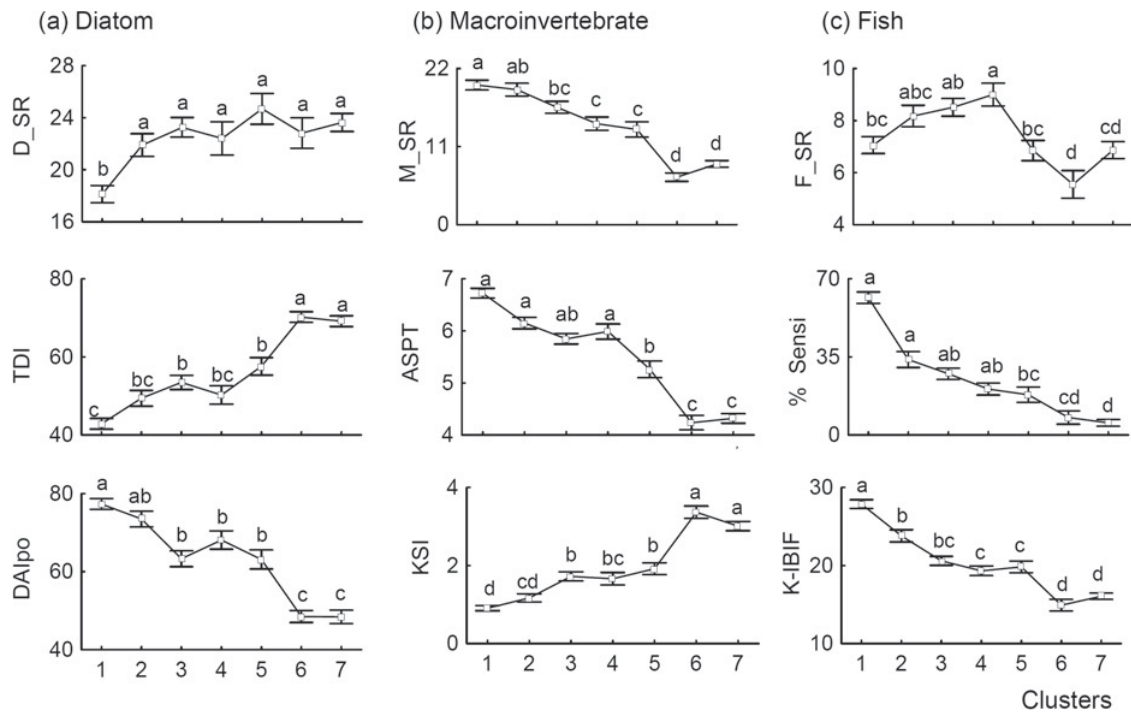 (a) Diatom
(b) Macroinvertebrate
(c) Fish
D_SR
28
24
20
16
b a a a a a a
M_SR
22
11
0
a ab bc c c d d
F_SR
10
8
6
4
bc abc ab a bc d cd
TDI
80
60
40
c bc b bc b a a
ASPT
7
6
5
4
a a ab a b c c
% Sensi
70
35
0
a a ab ab bc cd d
DAIpo
80
60
40
a ab b b b c c
1 2 3 4 5 6 7
KSI
4
2
0
d cd b bc b a a
1 2 3 4 5 6 7
K-IBIF
30
20
10
a b bc c c d d
1 2 3 4 5 6 7
Clusters